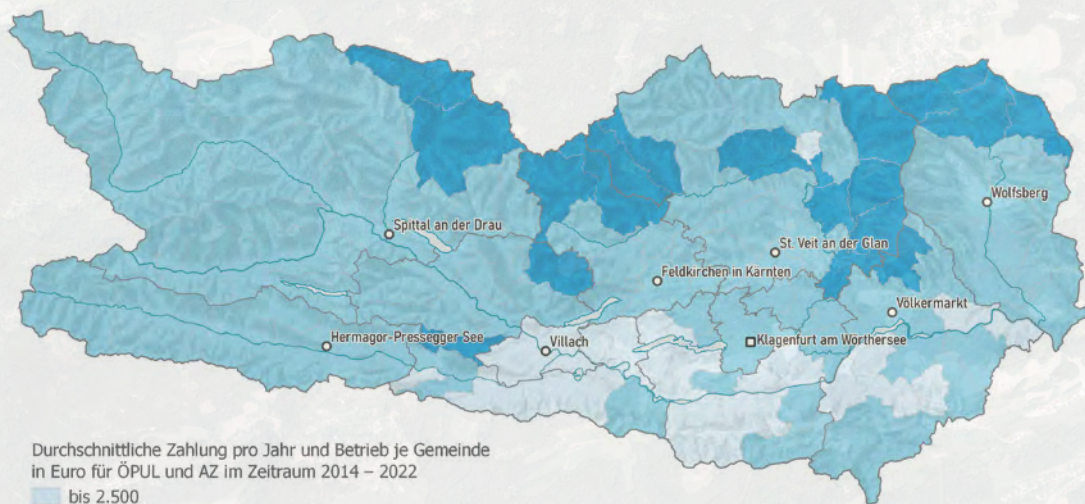 Spittal an der Drau
Wolfsberg
St. Veit an der Glan
Feldkirchen in Kärnten
Völkermarkt
Hermagor-Pressegger See
Villach
Klagenfurt am Wörthersee
Durchschnittliche Zahlung pro Jahr und Betrieb je Gemeinde
in Euro für ÖPUL und AZ im Zeitraum 2014 – 2022
bis 2.500